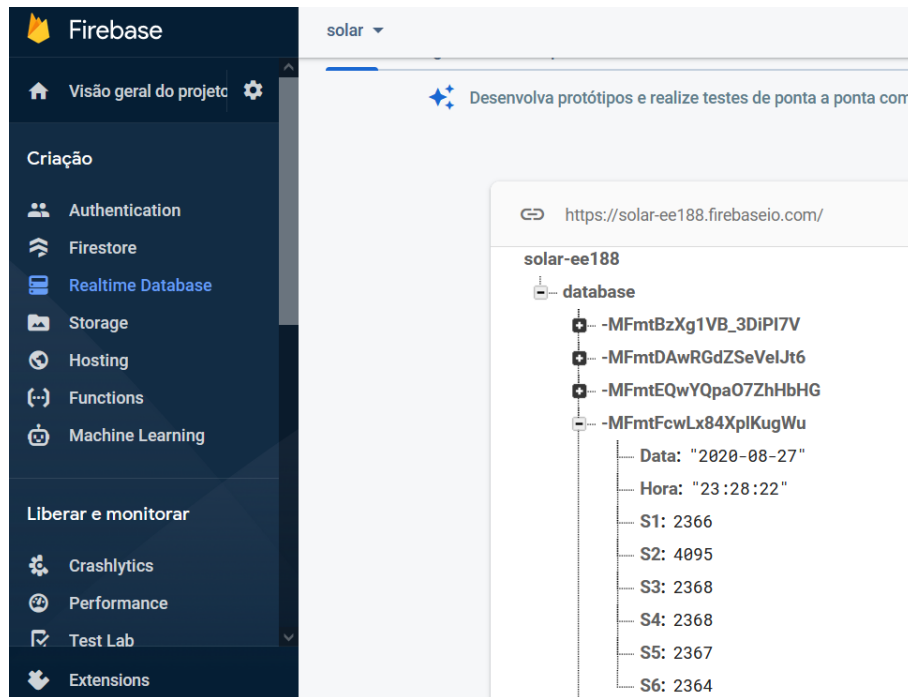 Firebase
Visão geral do projeto
Criação
Authentication
Firestore
Realtime Database
Storage
Hosting
Functions
Machine Learning
Liberar e monitorar
Crashlytics
Performance
Test Lab
Extensions
solar
Desenvolva protótipos e realize testes de ponta a ponta com
https://solar-ee188.firebaseio.com/
solar-ee188
database
-MFmtBzXg1VB_3DiPI7V
-MFmtDAwRGdZSeVelJt6
-MFmtEQwYQpaO7ZhHbHG
-MFmtFcwLx84XplKugWu
Data: "2020-08-27"
Hora: "23:28:22"
S1: 2366
S2: 4095
S3: 2368
S4: 2368
S5: 2367
S6: 2364